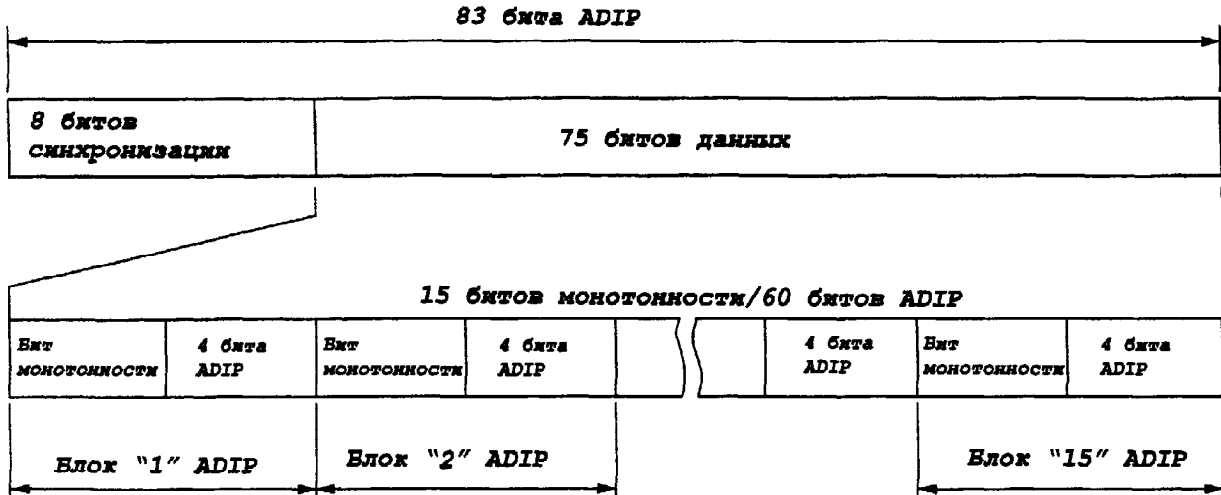 83 бита ADIP
8 битов
синхронизации
75 битов данных
15 битов монотонности/60 битов ADIP
Бит
монотонности
4 бита
ADIP
Бит
монотонности
4 бита
ADIP
4 бита
ADIP
Бит
монотонности
4 бита
ADIP
Блок "1" ADIP
Блок "2" ADIP
Блок "15" ADIP